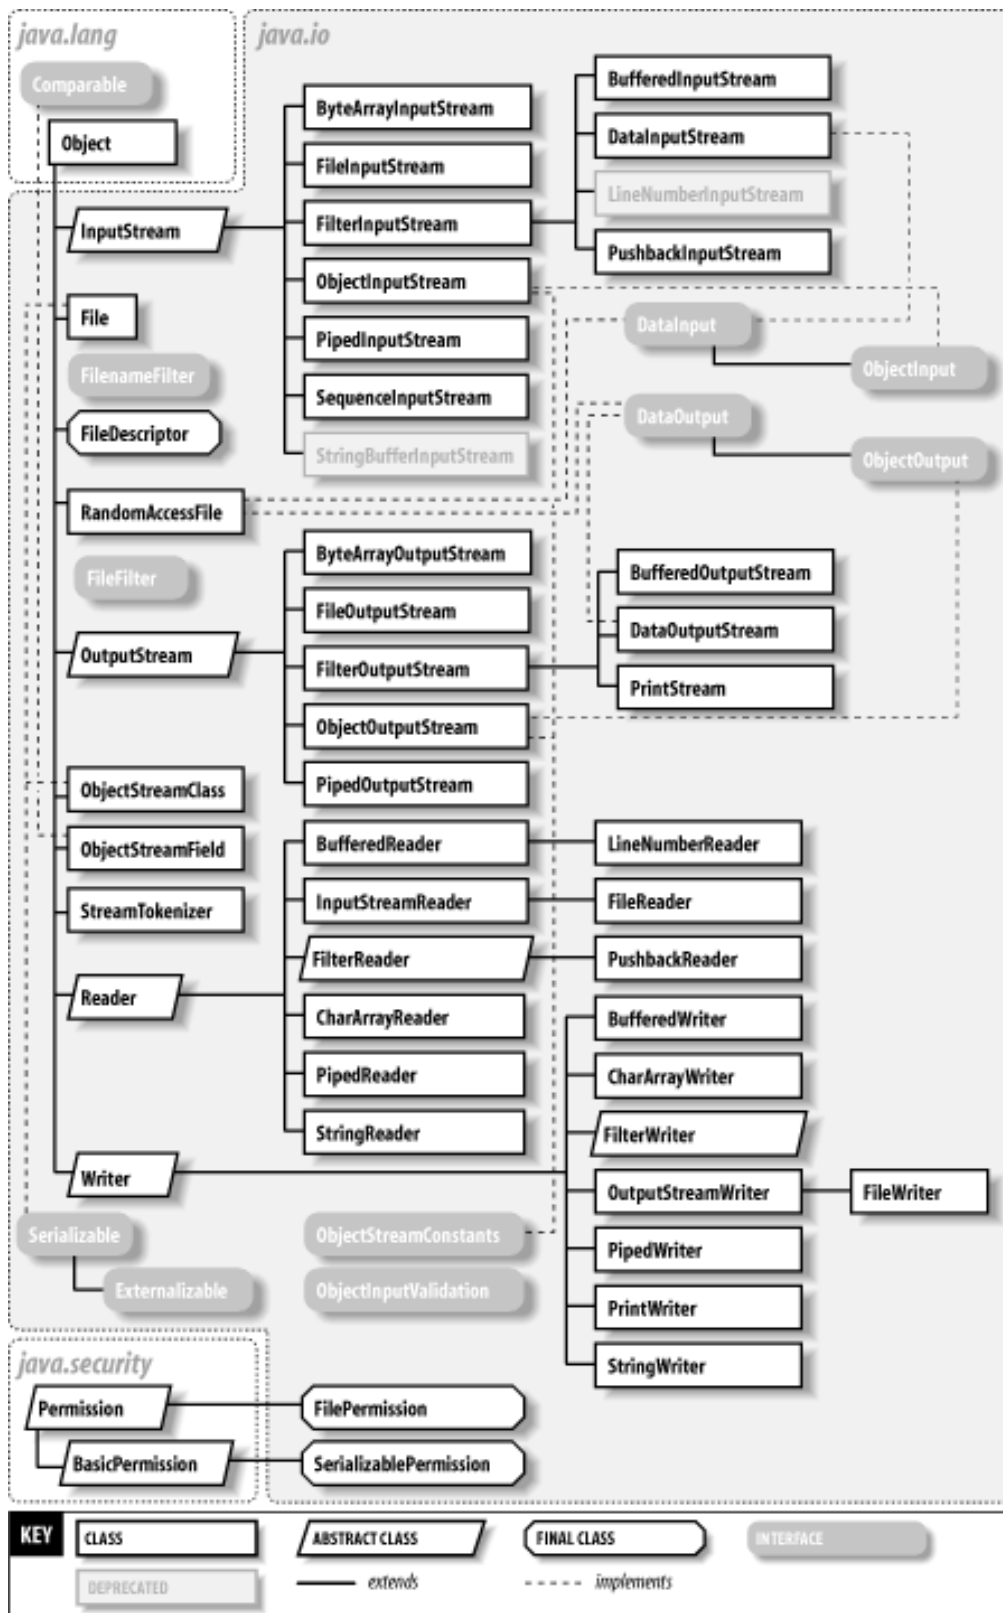 java.lang
java.io
Comparable
Object
ByteArrayInputStream
BufferedInputStream
FileInputStream
DataInputStream
InputStream
FilterInputStream
LineNumberInputStream
ObjectInputStream
PushbackInputStream
File
PipedInputStream
DataInput
FilenameFilter
SequenceInputStream
ObjectInput
FileDescriptor
StringBufferInputStream
DataOutput
ObjectOutput
RandomAccessFile
FileFilter
ByteArrayOutputStream
BufferedOutputStream
FileOutputStream
DataOutputStream
OutputStream
FilterOutputStream
PrintStream
ObjectOutputStream
PipedOutputStream
ObjectStreamClass
ObjectStreamField
BufferedReader
LineNumberReader
StreamTokenizer
InputStreamReader
FileReader
FilterReader
PushbackReader
Reader
CharArrayReader
BufferedWriter
PipedReader
CharArrayWriter
StringReader
FilterWriter
Writer
OutputStreamWriter
FileWriter
Serializable
ObjectStreamConstants
PipedWriter
Externalizable
ObjectInputValidation
PrintWriter
StringWriter
java.security
Permission
FilePermission
BasicPermission
SerializablePermission
KEY
CLASS
ABSTRACT CLASS
FINAL CLASS
INTERFACE
DEPRECATED
extends
implements